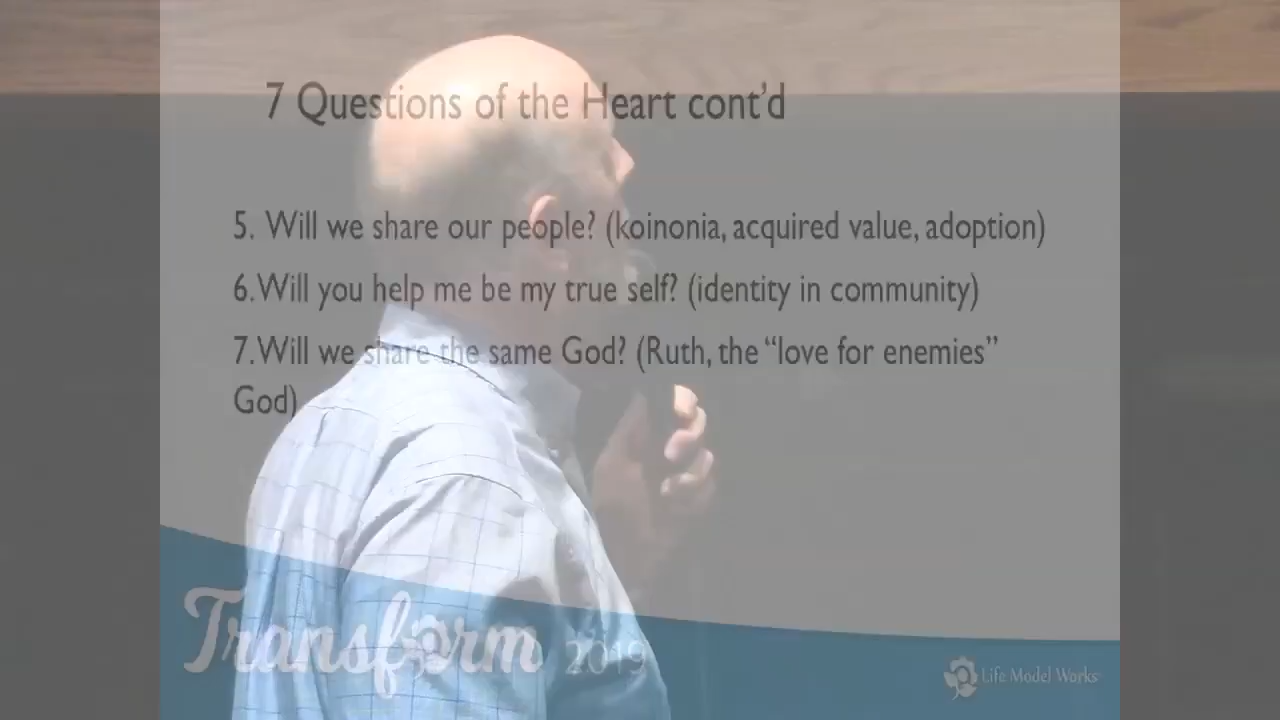 7 Questions of the Heart cont’d
5. Will we share our people? (koinonia, acquired value, adoption)
6. Will you help me be my true self? (identity in community)
7. Will we share the same God? (Ruth, the “love for enemies”
God)
Transform 2019
Life Model Works